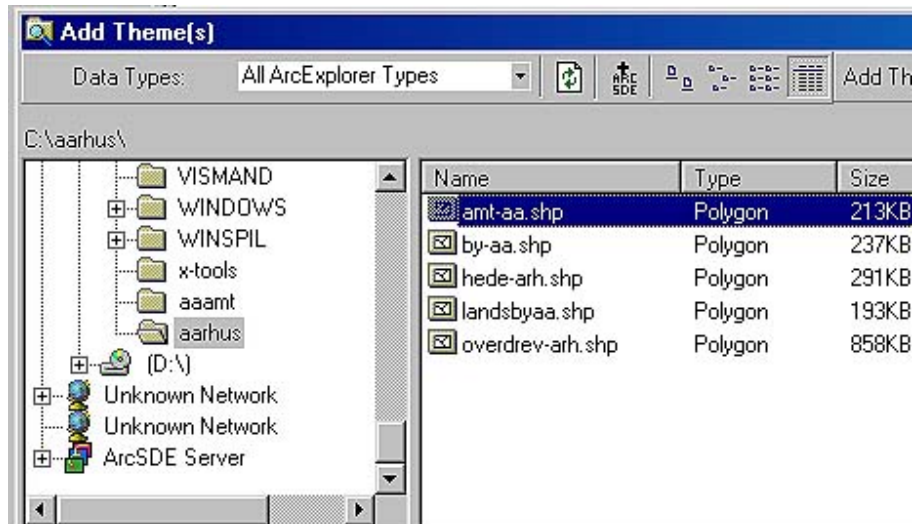 Add Theme(s)
Data Types: All ArcExplorer Types ARC SDE Add Th
C:\aarhus\
VISMAND
WINDOWS
WINSPIL
x-tools
aaamt
aarhus
(D:\)
Unknown Network
Unknown Network
ArcSDE Server
Name Type Size
amt-aa.shp Polygon 213KB
by-aa.shp Polygon 237KB
hede-arh.shp Polygon 291KB
landsbyaa.shp Polygon 193KB
overdrev-arh.shp Polygon 858KB